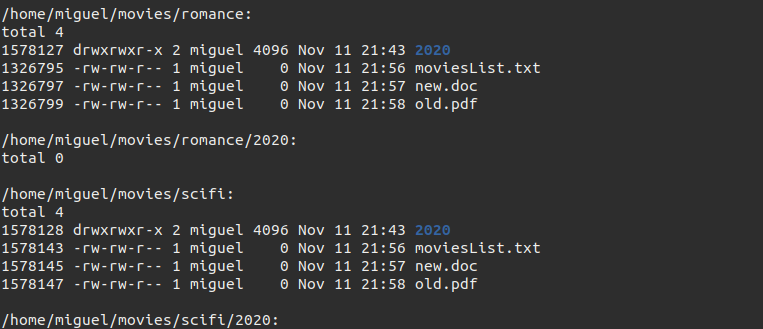 /home/miguel/movies/romance:
total 4
1578127 drwxrwxr-x 2 miguel 4096 Nov 11 21:43 2020
1326795 -rw-rw-r-- 1 miguel    0 Nov 11 21:56 moviesList.txt
1326797 -rw-rw-r-- 1 miguel    0 Nov 11 21:57 new.doc
1326799 -rw-rw-r-- 1 miguel    0 Nov 11 21:58 old.pdf

/home/miguel/movies/romance/2020:
total 0

/home/miguel/movies/scifi:
total 4
1578128 drwxrwxr-x 2 miguel 4096 Nov 11 21:43 2020
1578143 -rw-rw-r-- 1 miguel    0 Nov 11 21:56 moviesList.txt
1578145 -rw-rw-r-- 1 miguel    0 Nov 11 21:57 new.doc
1578147 -rw-rw-r-- 1 miguel    0 Nov 11 21:58 old.pdf

/home/miguel/movies/scifi/2020: